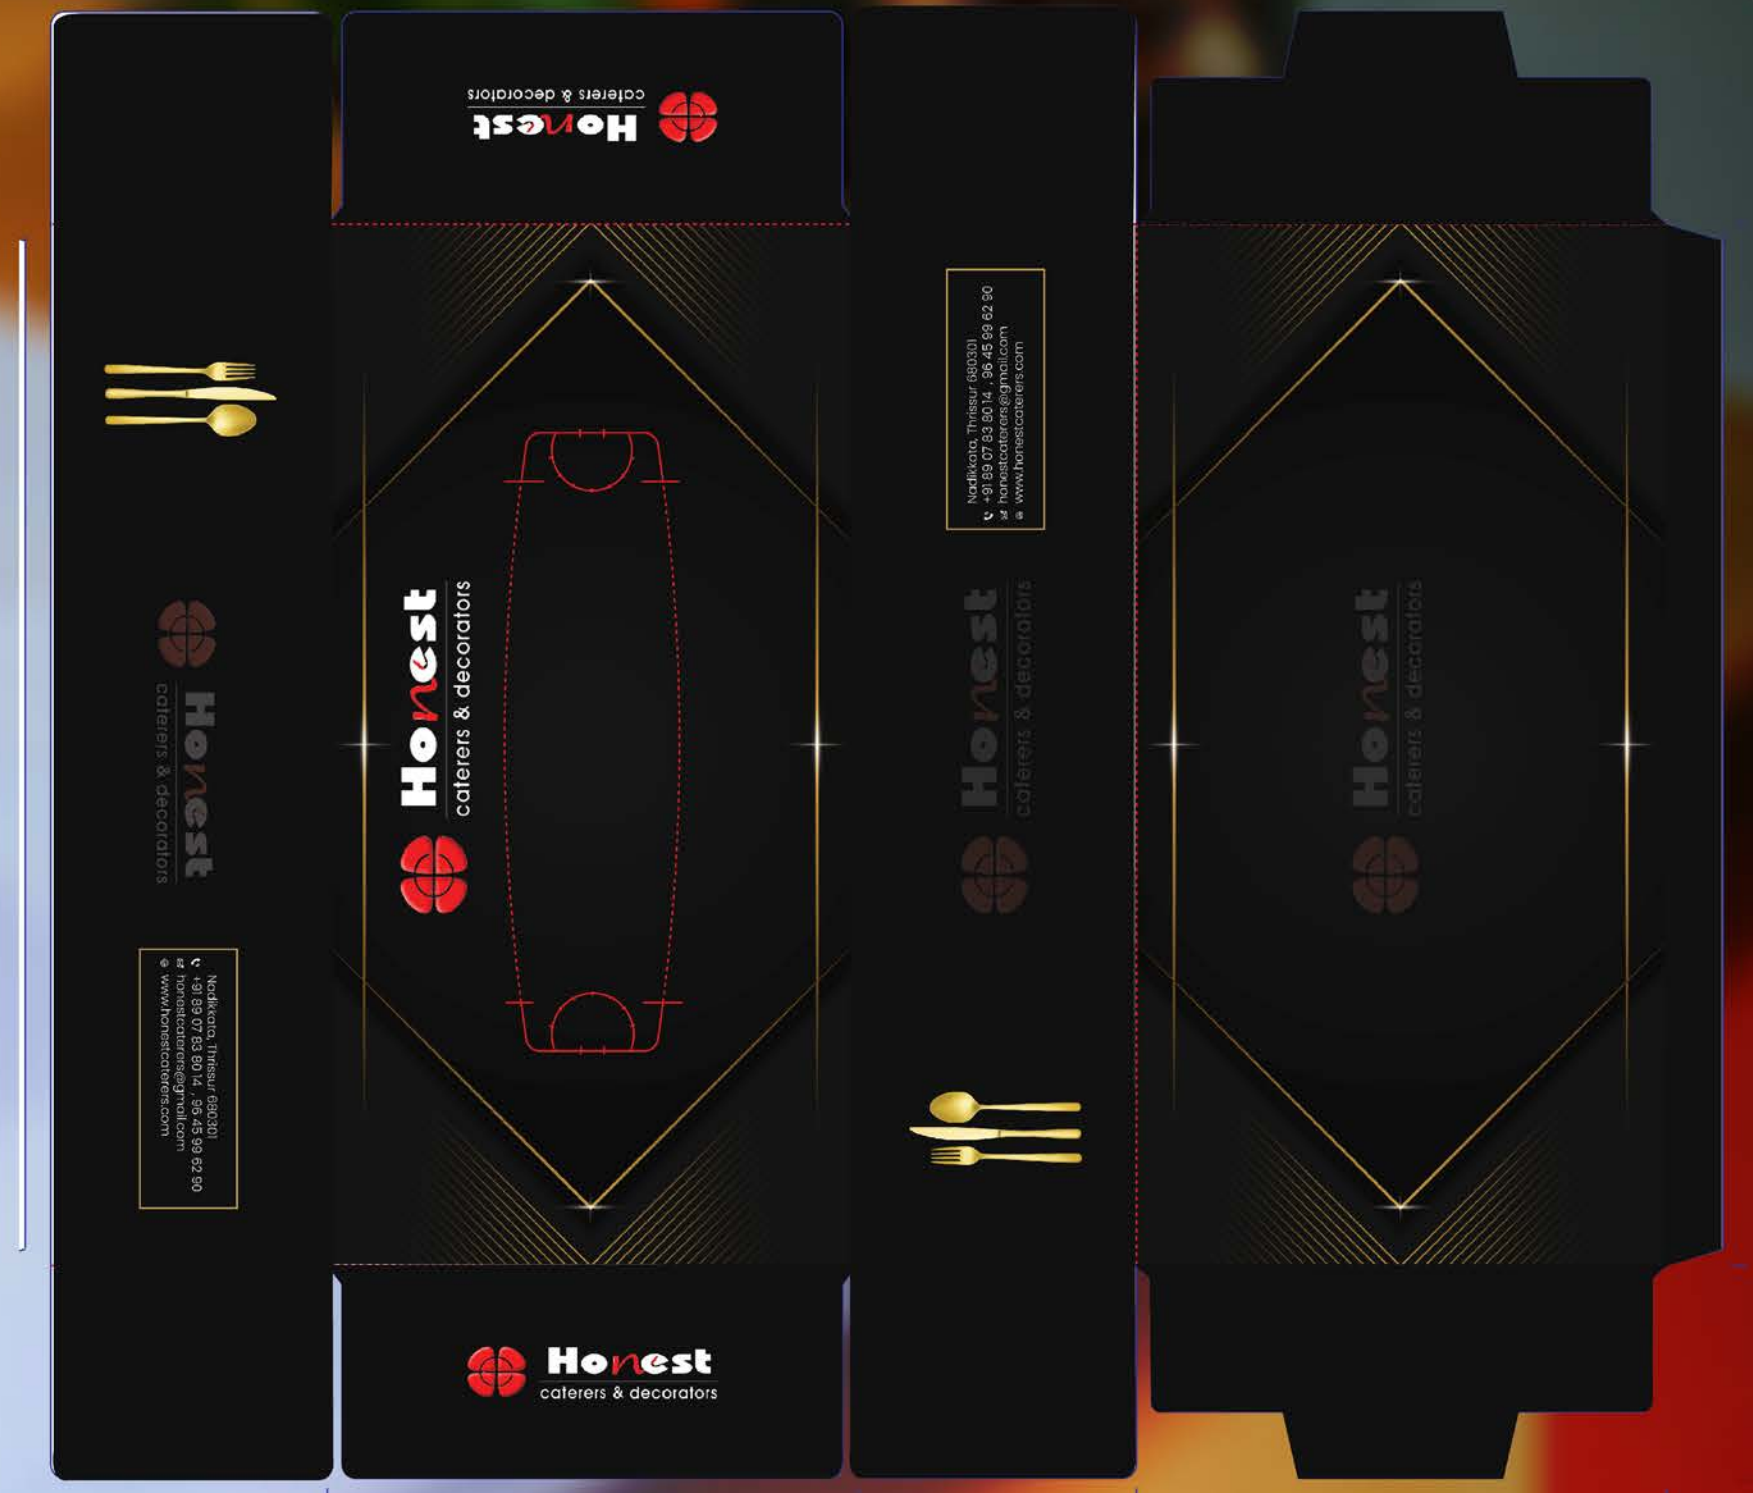 Honest
caterers & decorators
Nadikkata, Thrissur 680301
+91 89 07 83 80 14 , 96 45 99 62 90
honestcaterers@gmail.com
www.honestcaterers.com
Honest
caterers & decorators
Honest
caterers & decorators
Nadikkata, Thrissur 680301
+91 89 07 83 80 14 , 96 45 99 62 90
honestcaterers@gmail.com
www.honestcaterers.com
Honest
caterers & decorators
Honest
caterers & decorators
Honest
caterers & decorators